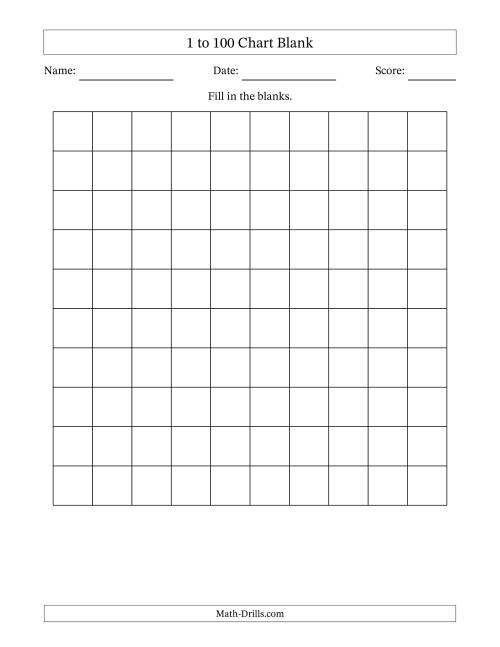 1 to 100 Chart Blank
Name: Date: Score:
Fill in the blanks.
Math-Drills.com